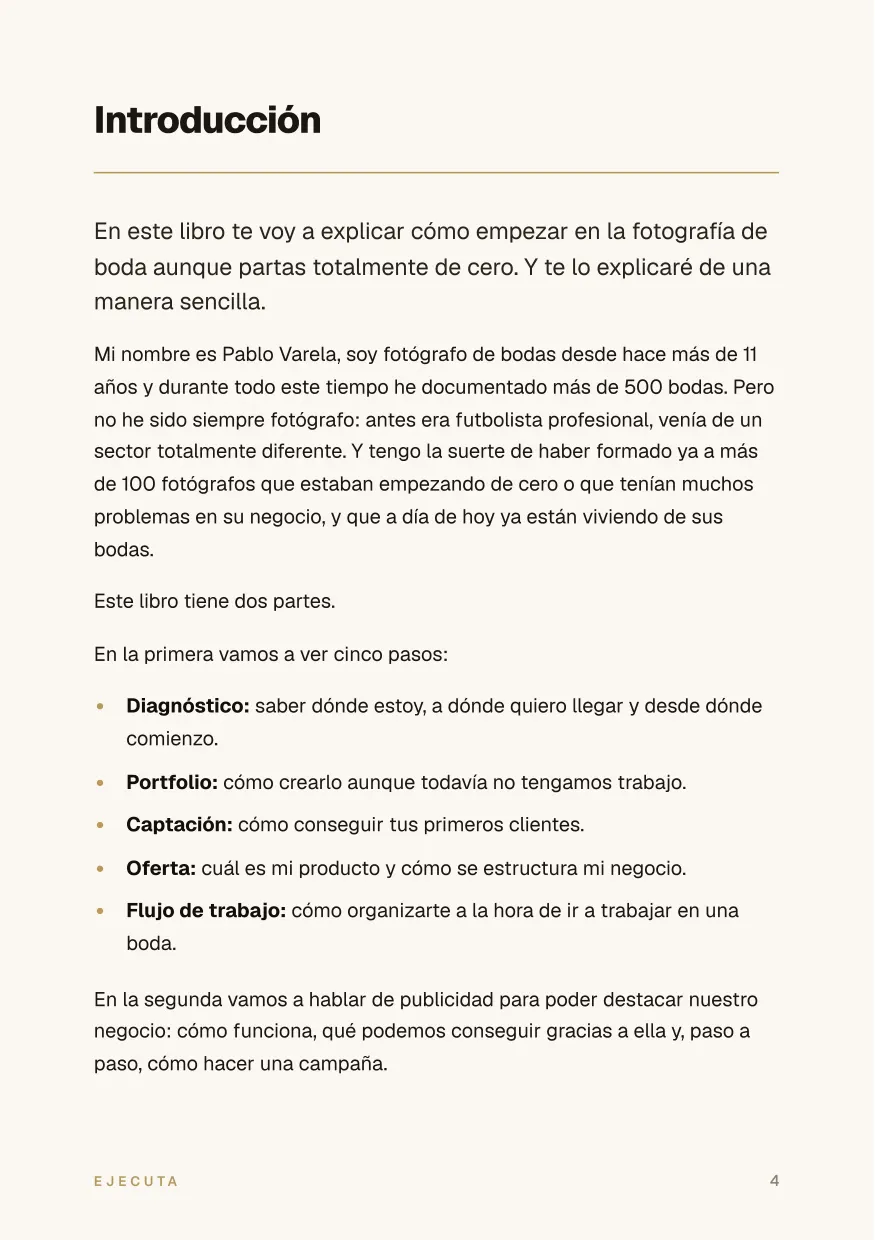 Introducción
En este libro te voy a explicar cómo empezar en la fotografía de
boda aunque partas totalmente de cero. Y te lo explicaré de una
manera sencilla.
Mi nombre es Pablo Varela, soy fotógrafo de bodas desde hace más de 11
años y durante todo este tiempo he documentado más de 500 bodas. Pero
no he sido siempre fotógrafo: antes era futbolista profesional, venía de un
sector totalmente diferente. Y tengo la suerte de haber formado ya a más
de 100 fotógrafos que estaban empezando de cero o que tenían muchos
problemas en su negocio, y que a día de hoy ya están viviendo de sus
bodas.
Este libro tiene dos partes.
En la primera vamos a ver cinco pasos:
• Diagnóstico: saber dónde estoy, a dónde quiero llegar y desde dónde
comienzo.
• Portfolio: cómo crearlo aunque todavía no tengamos trabajo.
• Captación: cómo conseguir tus primeros clientes.
• Oferta: cuál es mi producto y cómo se estructura mi negocio.
• Flujo de trabajo: cómo organizarte a la hora de ir a trabajar en una
boda.
En la segunda vamos a hablar de publicidad para poder destacar nuestro
negocio: cómo funciona, qué podemos conseguir gracias a ella y, paso a
paso, cómo hacer una campaña.
EJECUTA
4